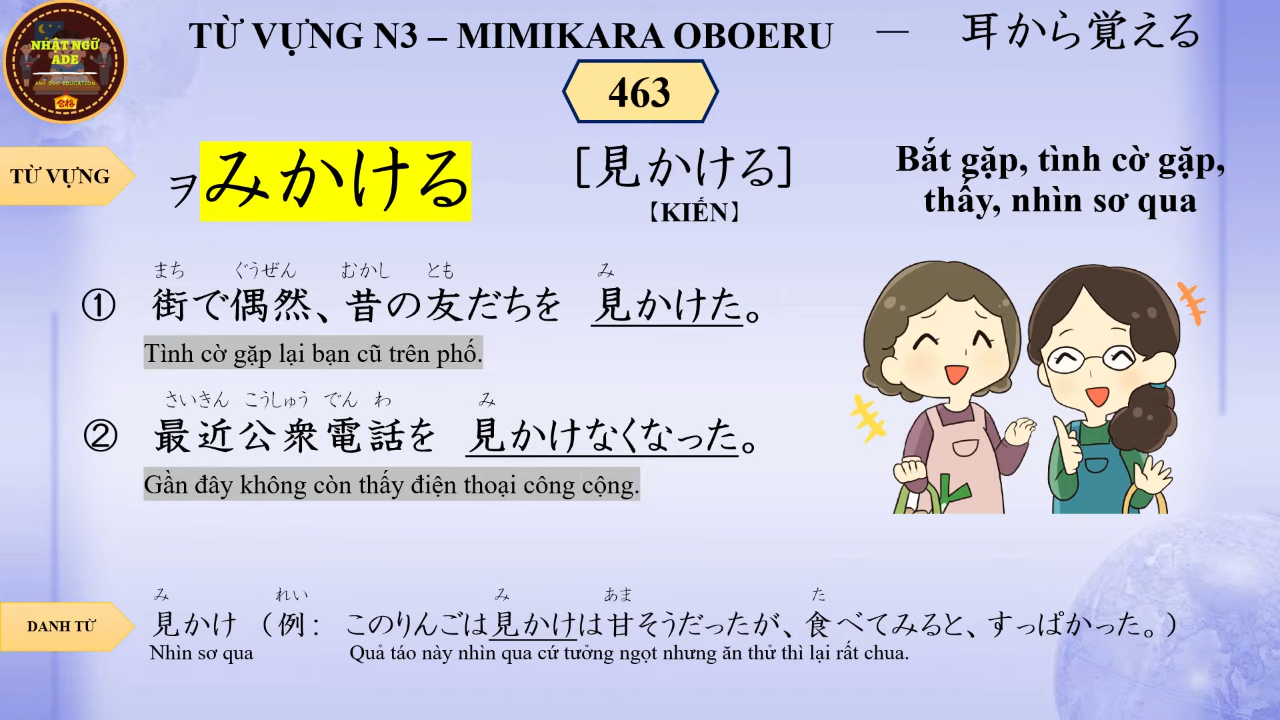 NHẬT NGỮ
ADE
ANH DUC EDUCATION
合格
TỪ VỰNG N3 – MIMIKARA OBOERU － 耳から覚える
463
TỪ VỰNG
ヲみかける [見かける]
【KIẾN】
Bắt gặp, tình cờ gặp,
thấy, nhìn sơ qua
まち ぐうぜん むかし とも み
① 街で偶然、昔の友だちを 見かけた。
Tình cờ gặp lại bạn cũ trên phố.
さいきん こうしゅう でん わ み
② 最近公衆電話を 見かけなくなった。
Gần đây không còn thấy điện thoại công cộng.
DANH TỪ
み れい み あま た
見かけ （例： このりんごは見かけは甘そうだったが、食べてみると、すっぱかった。）
Nhìn sơ qua Quả táo này nhìn qua cứ tưởng ngọt nhưng ăn thử thì lại rất chua.